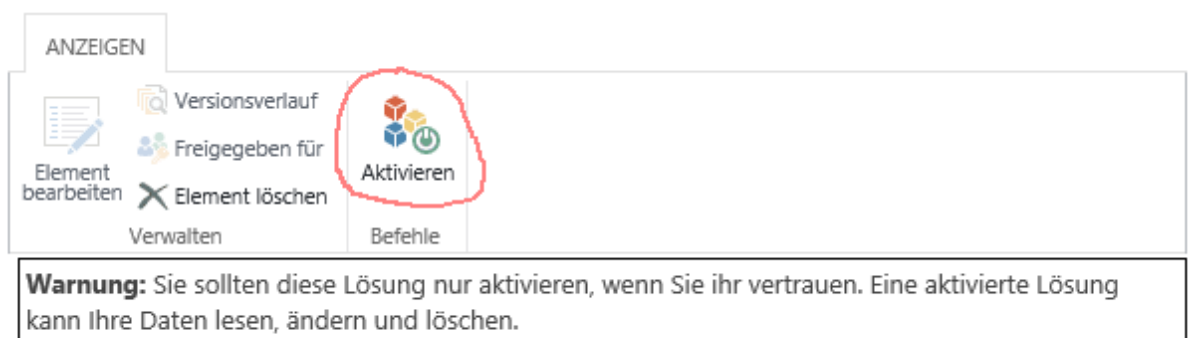 ANZEIGEN
Element
bearbeiten
Versionsverlauf
Freigegeben für
Element löschen
Verwalten
Aktivieren
Befehle
Warnung: Sie sollten diese Lösung nur aktivieren, wenn Sie ihr vertrauen. Eine aktivierte Lösung
kann Ihre Daten lesen, ändern und löschen.